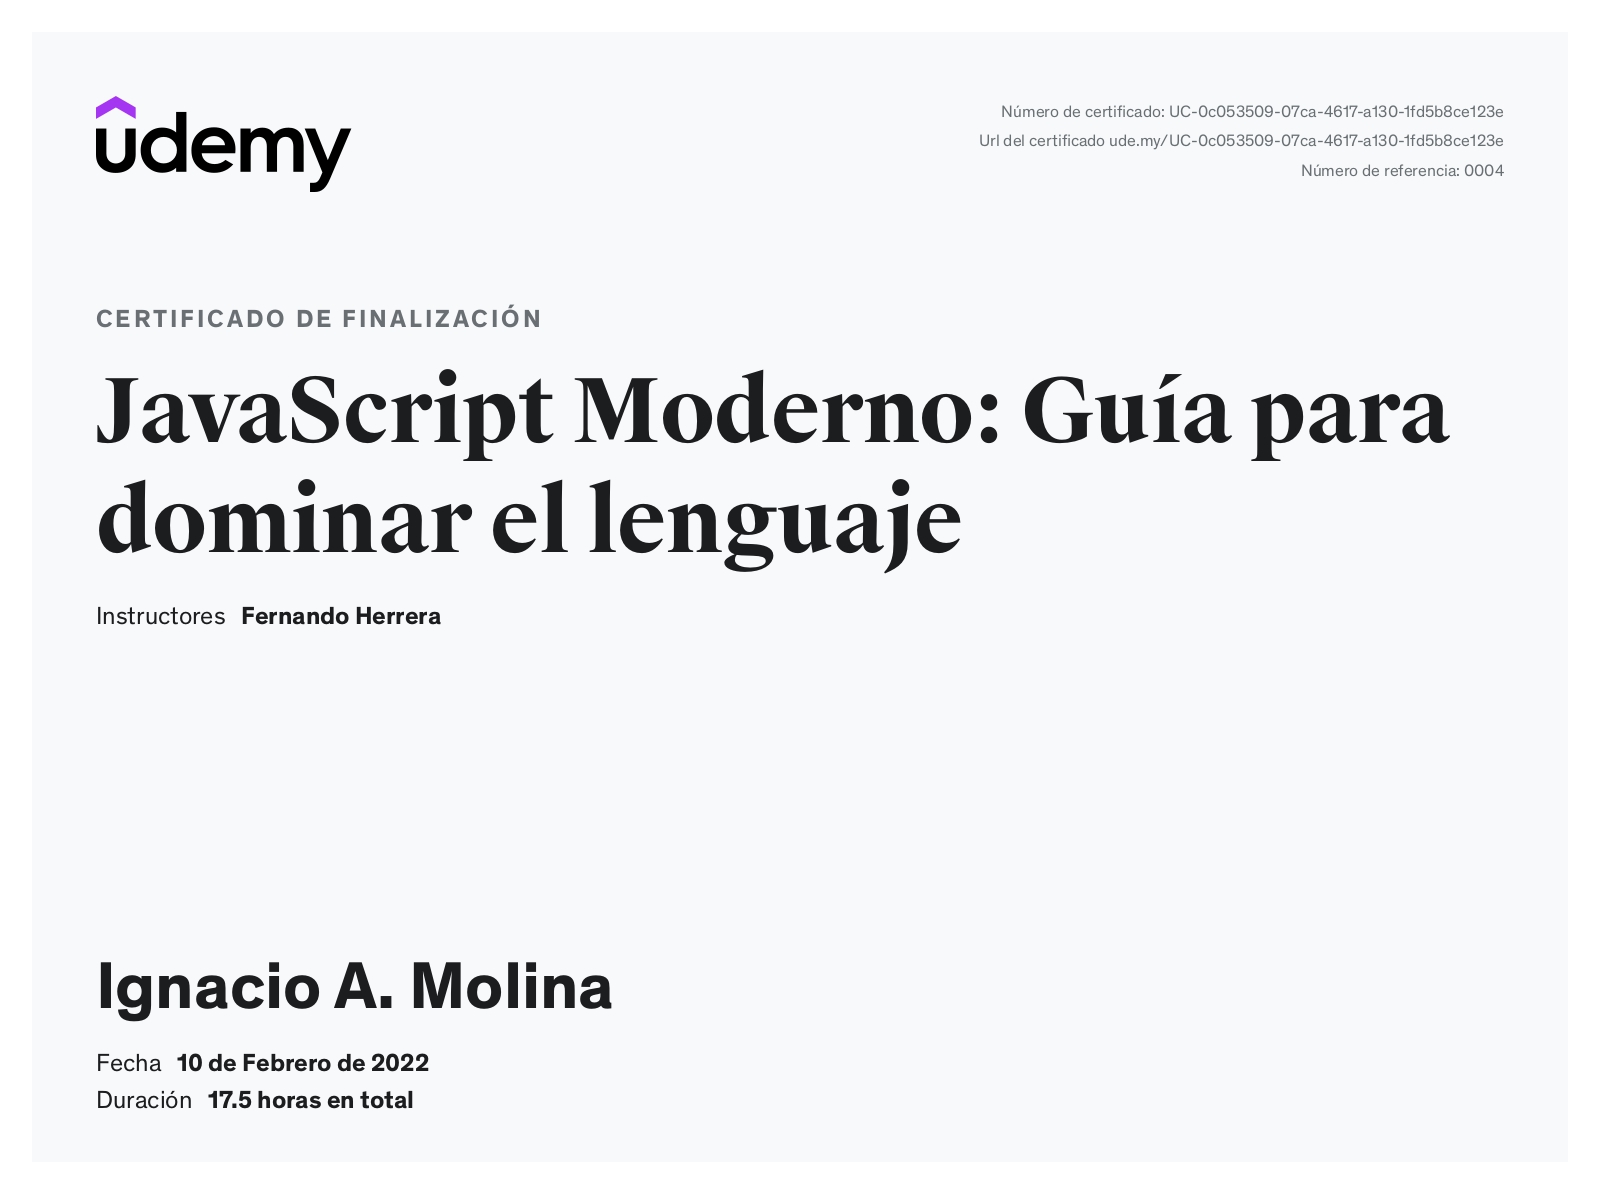 udemy
Número de certificado: UC-0c053509-07ca-4617-a130-1fd5b8ce123e
Url del certificado ude.my/UC-0c053509-07ca-4617-a130-1fd5b8ce123e
Número de referencia: 0004
CERTIFICADO DE FINALIZACIÓN
JavaScript Moderno: Guía para
dominar el lenguaje
Instructores Fernando Herrera
Ignacio A. Molina
Fecha 10 de Febrero de 2022
Duración 17.5 horas en total